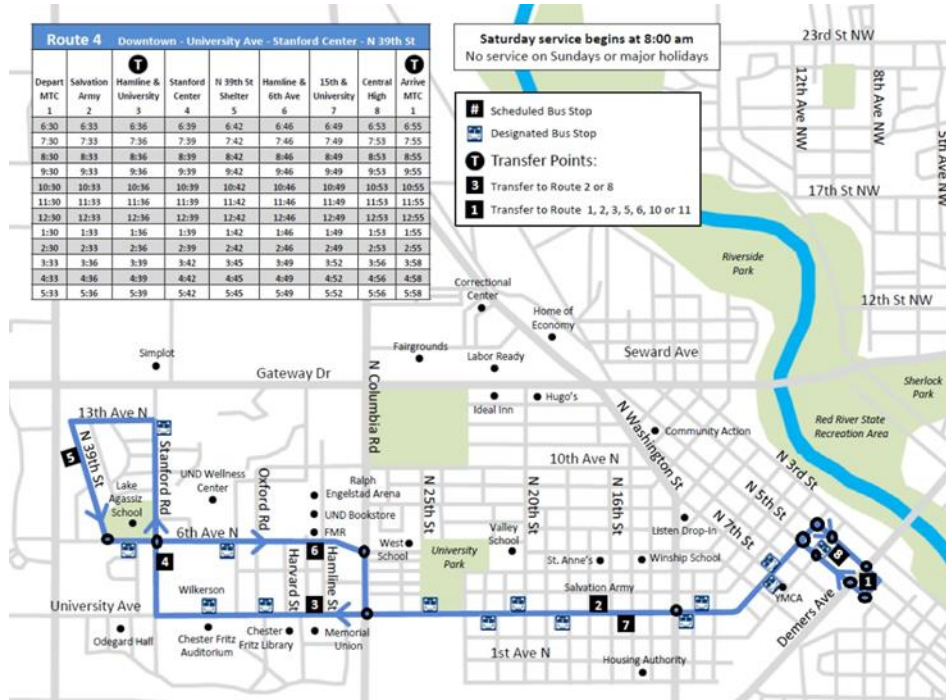 Route 4 Downtown - University Ave - Stanford Center - N 39th St
T T
Depart MTC Salvation Army Hamline & University Stanford Center N 39th St Shelter Hamline & 6th Ave 15th & University Central High Arrive MTC
1 2 3 4 5 6 7 8 1
6:30 6:33 6:36 6:39 6:42 6:46 6:49 6:53 6:55
7:30 7:33 7:36 7:39 7:42 7:46 7:49 7:53 7:55
8:30 8:33 8:36 8:39 8:42 8:46 8:49 8:53 8:55
9:30 9:33 9:36 9:39 9:42 9:46 9:49 9:53 9:55
10:30 10:33 10:36 10:39 10:42 10:46 10:49 10:53 10:55
11:30 11:33 11:36 11:39 11:42 11:46 11:49 11:53 11:55
12:30 12:33 12:36 12:39 12:42 12:46 12:49 12:53 12:55
1:30 1:33 1:36 1:39 1:42 1:46 1:49 1:53 1:55
2:30 2:33 2:36 2:39 2:42 2:46 2:49 2:53 2:55
3:33 3:36 3:39 3:42 3:45 3:49 3:52 3:56 3:58
4:33 4:36 4:39 4:42 4:45 4:49 4:52 4:56 4:58
5:33 5:36 5:39 5:42 5:45 5:49 5:52 5:56 5:58
Saturday service begins at 8:00 am
No service on Sundays or major holidays
# Scheduled Bus Stop
Designated Bus Stop
T Transfer Points:
3 Transfer to Route 2 or 8
1 Transfer to Route 1, 2, 3, 5, 6, 10 or 11
23rd St NW
12th Ave NW
8th Ave NW
5th Ave NW
17th St NW
Riverside
Park
12th St NW
Correctional
Center
Home of
Economy
Simplot
Fairgrounds
Labor Ready
Seward Ave
Gateway Dr
N Columbia Rd
Sherlock
Park
Ideal Inn
Hugo's
N Washington St
Red River State
Recreation Area
13th Ave N
Community Action
5
N 39th St
Stanford Rd
10th Ave N
N 3rd St
Lake
Agassiz
School
UND Wellness
Center
Oxford Rd
Ralph
Engelstad Arena
N 25th St
N 20th St
N 16th St
N 5th St
UND Bookstore
N 7th St
6th Ave N
FMR
West
School
Valley
School
Listen Drop-In
4
6
University
Park
St. Anne's
Winship School
8
Harvard St
Hamline St
1
Wilkerson
Salvation Army
YMCA
University Ave
3
2
7
Demers Ave
Odegard Hall
Chester Fritz
Auditorium
Chester
Fritz Library
Memorial
Union
1st Ave N
Housing Authority